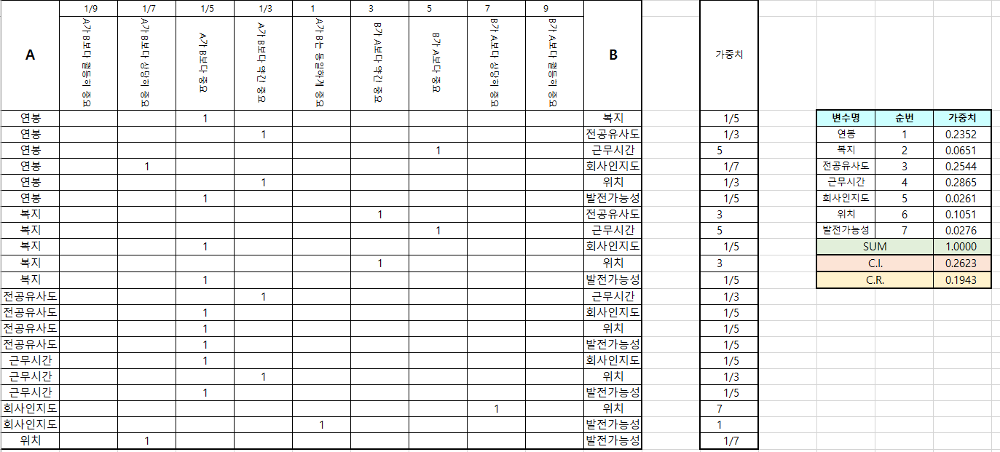 1/9 1/7 1/5 1/3 1 3 5 7 9
A A가 B보다 월등히 중요 A가 B보다 상당히 중요 A가 B보다 중요 A가 B보다 약간 중요 A가 B는 동일하게 중요 B가 A보다 약간 중요 B가 A보다 중요 B가 A보다 상당히 중요 B가 A보다 월등히 중요 B 가중치
연봉 1 복지 1/5 변수명 순번 가중치
연봉 1 전공유사도 1/3 연봉 1 0.2352
연봉 1 근무시간 5 복지 2 0.0651
연봉 1 회사인지도 1/7 전공유사도 3 0.2544
연봉 1 위치 1/3 근무시간 4 0.2865
연봉 1 발전가능성 1/5 회사인지도 5 0.0261
복지 1 전공유사도 3 위치 6 0.1051
복지 1 근무시간 5 발전가능성 7 0.0276
복지 1 회사인지도 1/5 SUM 1.0000
복지 1 위치 3 C.I. 0.2623
복지 1 발전가능성 1/5 C.R. 0.1943
전공유사도 1 근무시간 1/3
전공유사도 1 회사인지도 1/5
전공유사도 1 위치 1/5
전공유사도 1 발전가능성 1/5
근무시간 1 회사인지도 1/5
근무시간 1 위치 1/3
근무시간 1 발전가능성 1/5
회사인지도 1 위치 7
회사인지도 1 발전가능성 1
위치 1 발전가능성 1/7